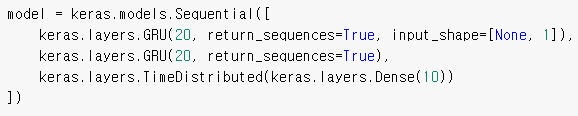 model = keras.models.Sequential([
    keras.layers.GRU(20, return_sequences=True, input_shape=[None, 1]),
    keras.layers.GRU(20, return_sequences=True),
    keras.layers.TimeDistributed(keras.layers.Dense(10))
])